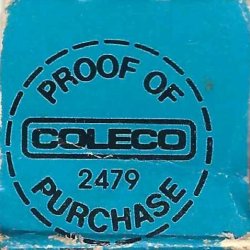 PROOF OF
COLECO
2479
PURCHASE